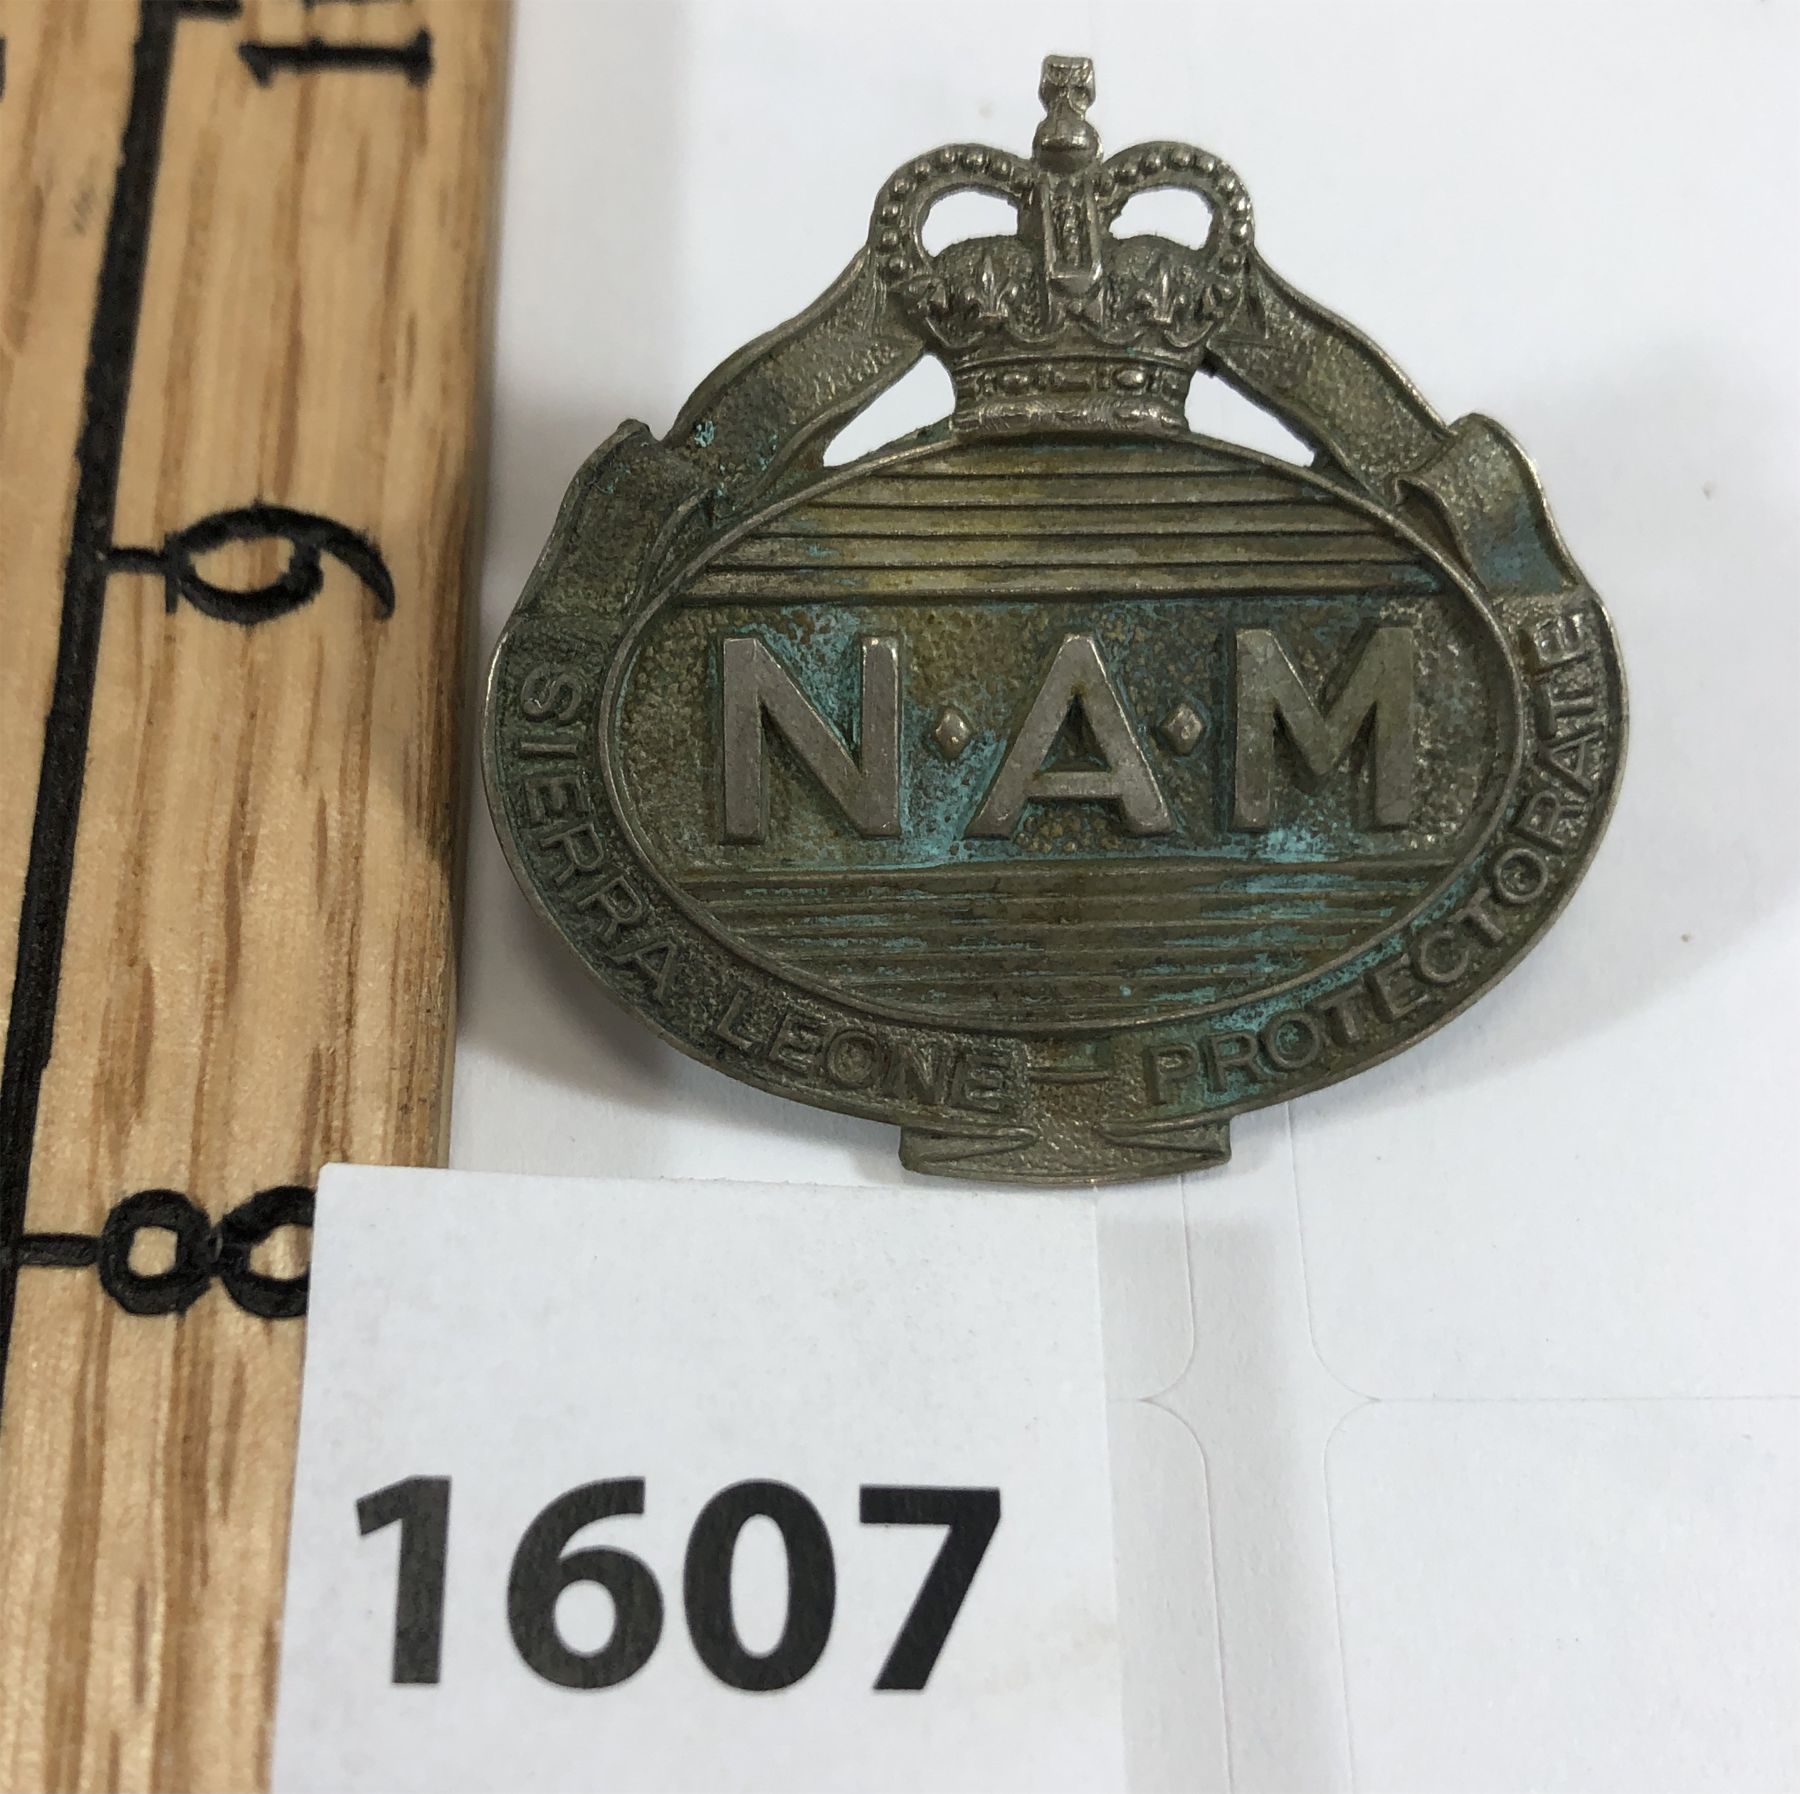 N·A·M
SIERRA LEONE PROTECTORATE
9
8
1607